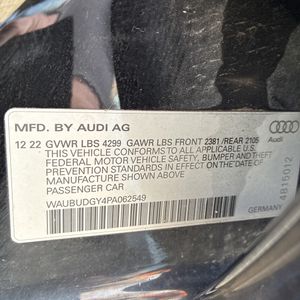 MFD. BY AUDI AG
Audi
12 22 GVWR LBS 4299 GAWR LBS FRONT 2381 /REAR 2105
THIS VEHICLE CONFORMS TO ALL APPLICABLE
FEDERAL MOTOR VEHICLE SAFETY, BUMPER AND THEFT
PREVENTION STANDARDS IN EFFECT ON THE
DATE OF MANUFACTURE SHOWN ABOVE
PASSENGER CAR
WAUBUDGY4PA062549
GERMANY
4B15012